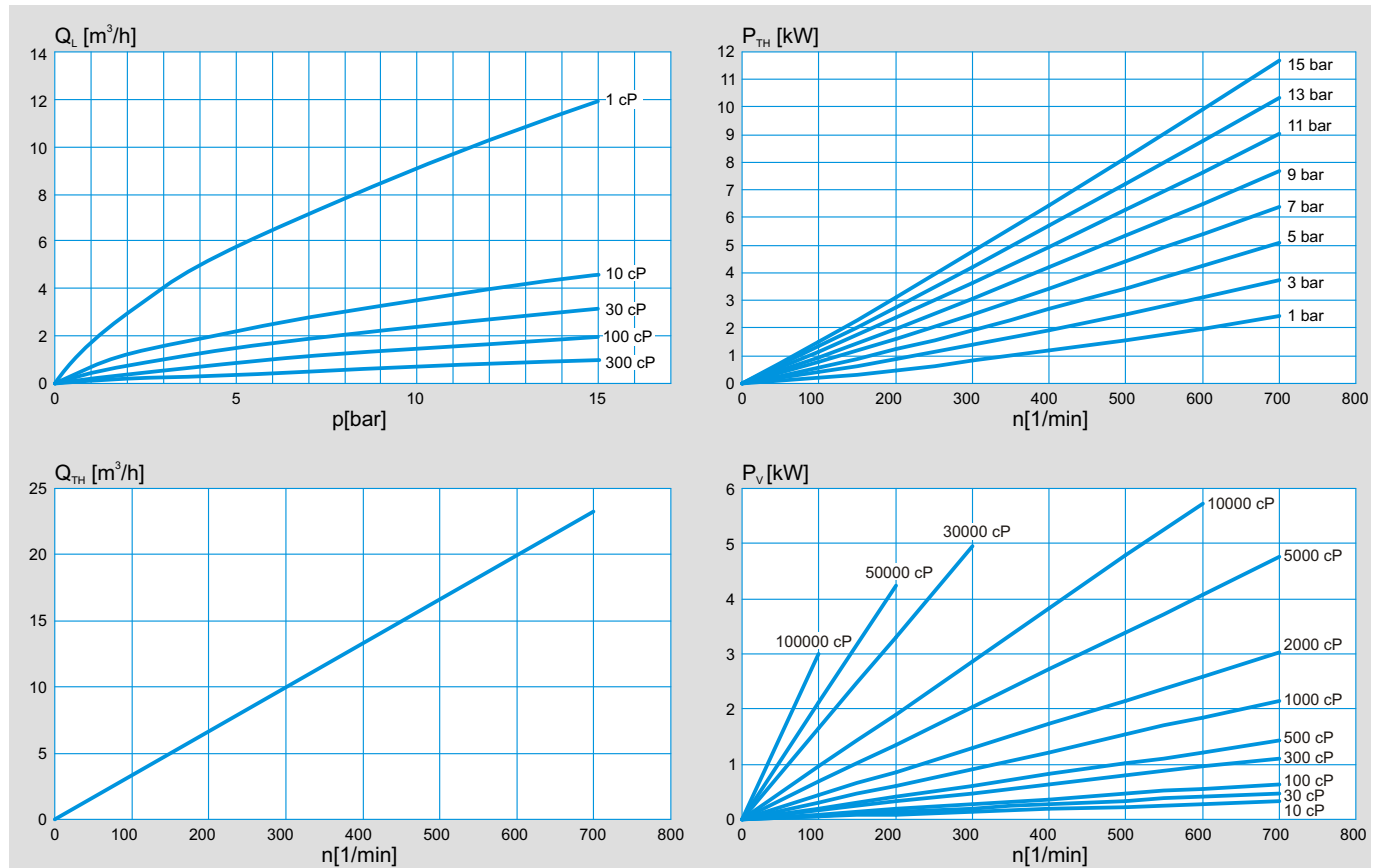 Q_L [m³/h]
14
12
10
8
6
4
2
0
1 cP
10 cP
30 cP
100 cP
300 cP
0 5 10 15
p[bar]
P_TH [kW]
12
11
10
9
8
7
6
5
4
3
2
1
0
15 bar
13 bar
11 bar
9 bar
7 bar
5 bar
3 bar
1 bar
0 100 200 300 400 500 600 700 800
n[1/min]
Q_TH [m³/h]
25
20
15
10
5
0
0 100 200 300 400 500 600 700 800
n[1/min]
P_V [kW]
6
5
4
3
2
1
0
100000 cP
50000 cP
30000 cP
10000 cP
5000 cP
2000 cP
1000 cP
500 cP
300 cP
100 cP
30 cP
10 cP
0 100 200 300 400 500 600 700 800
n[1/min]